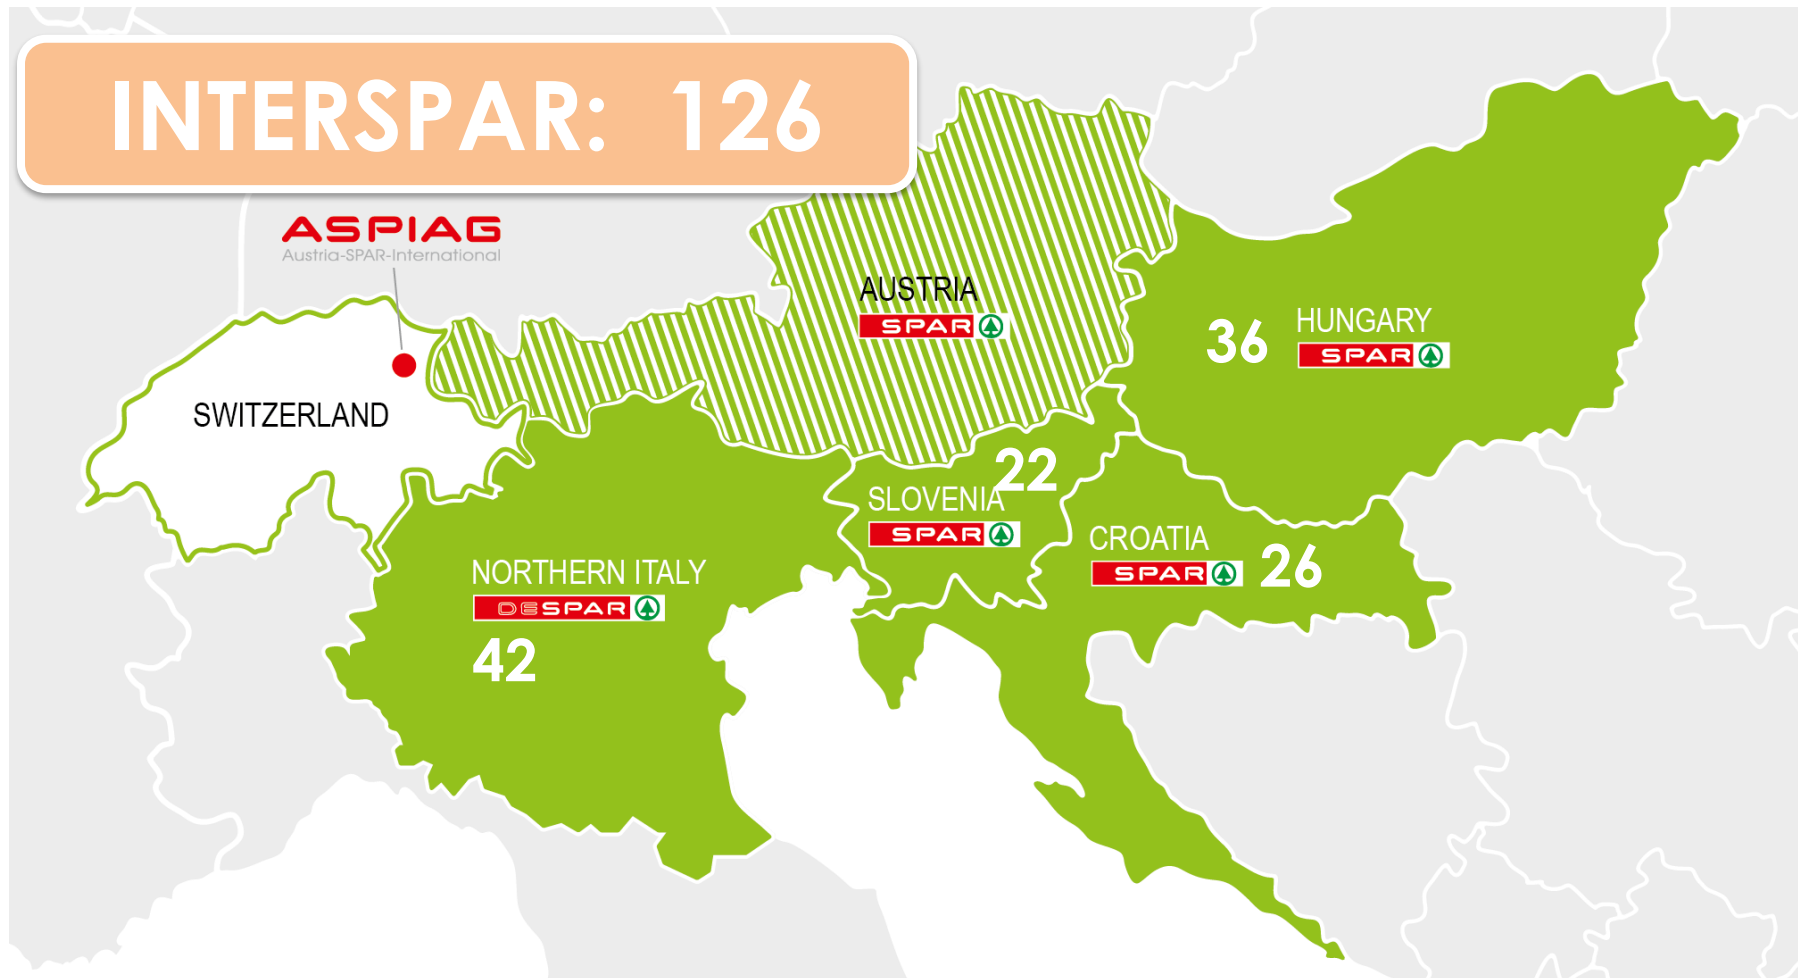 INTERSPAR: 126
ASPIAG
Austria-SPAR-International
AUSTRIA
SPAR
36
HUNGARY
SPAR
SWITZERLAND
22
SLOVENIA
SPAR
CROATIA
SPAR
26
NORTHERN ITALY
DESPAR
42